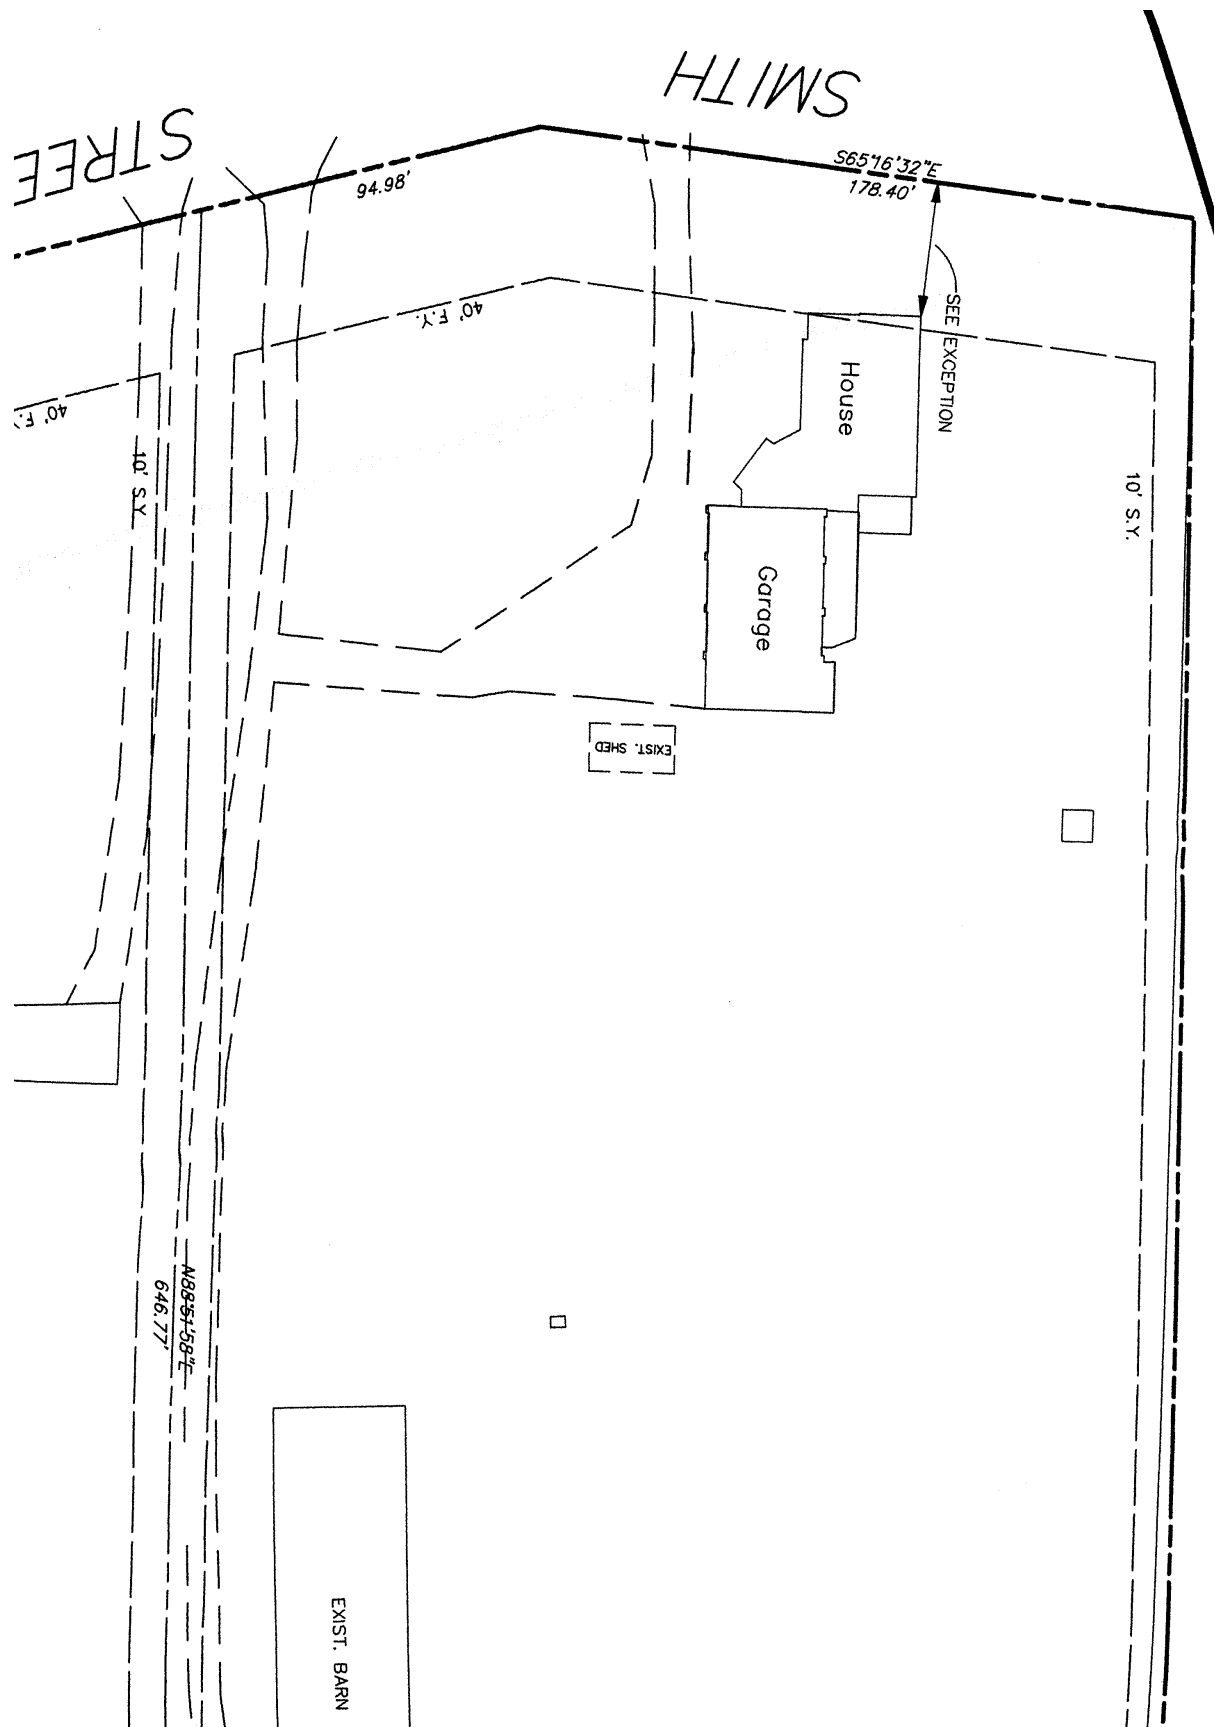 SMITH
STREE
S65°16'32"E
178.40'
94.98'
40' F.Y.
SEE EXCEPTION
House
40' F.Y.
10' S.Y.
10' S.Y.
Garage
EXIST. SHED
N88°51'58"E
646.77'
EXIST. BARN